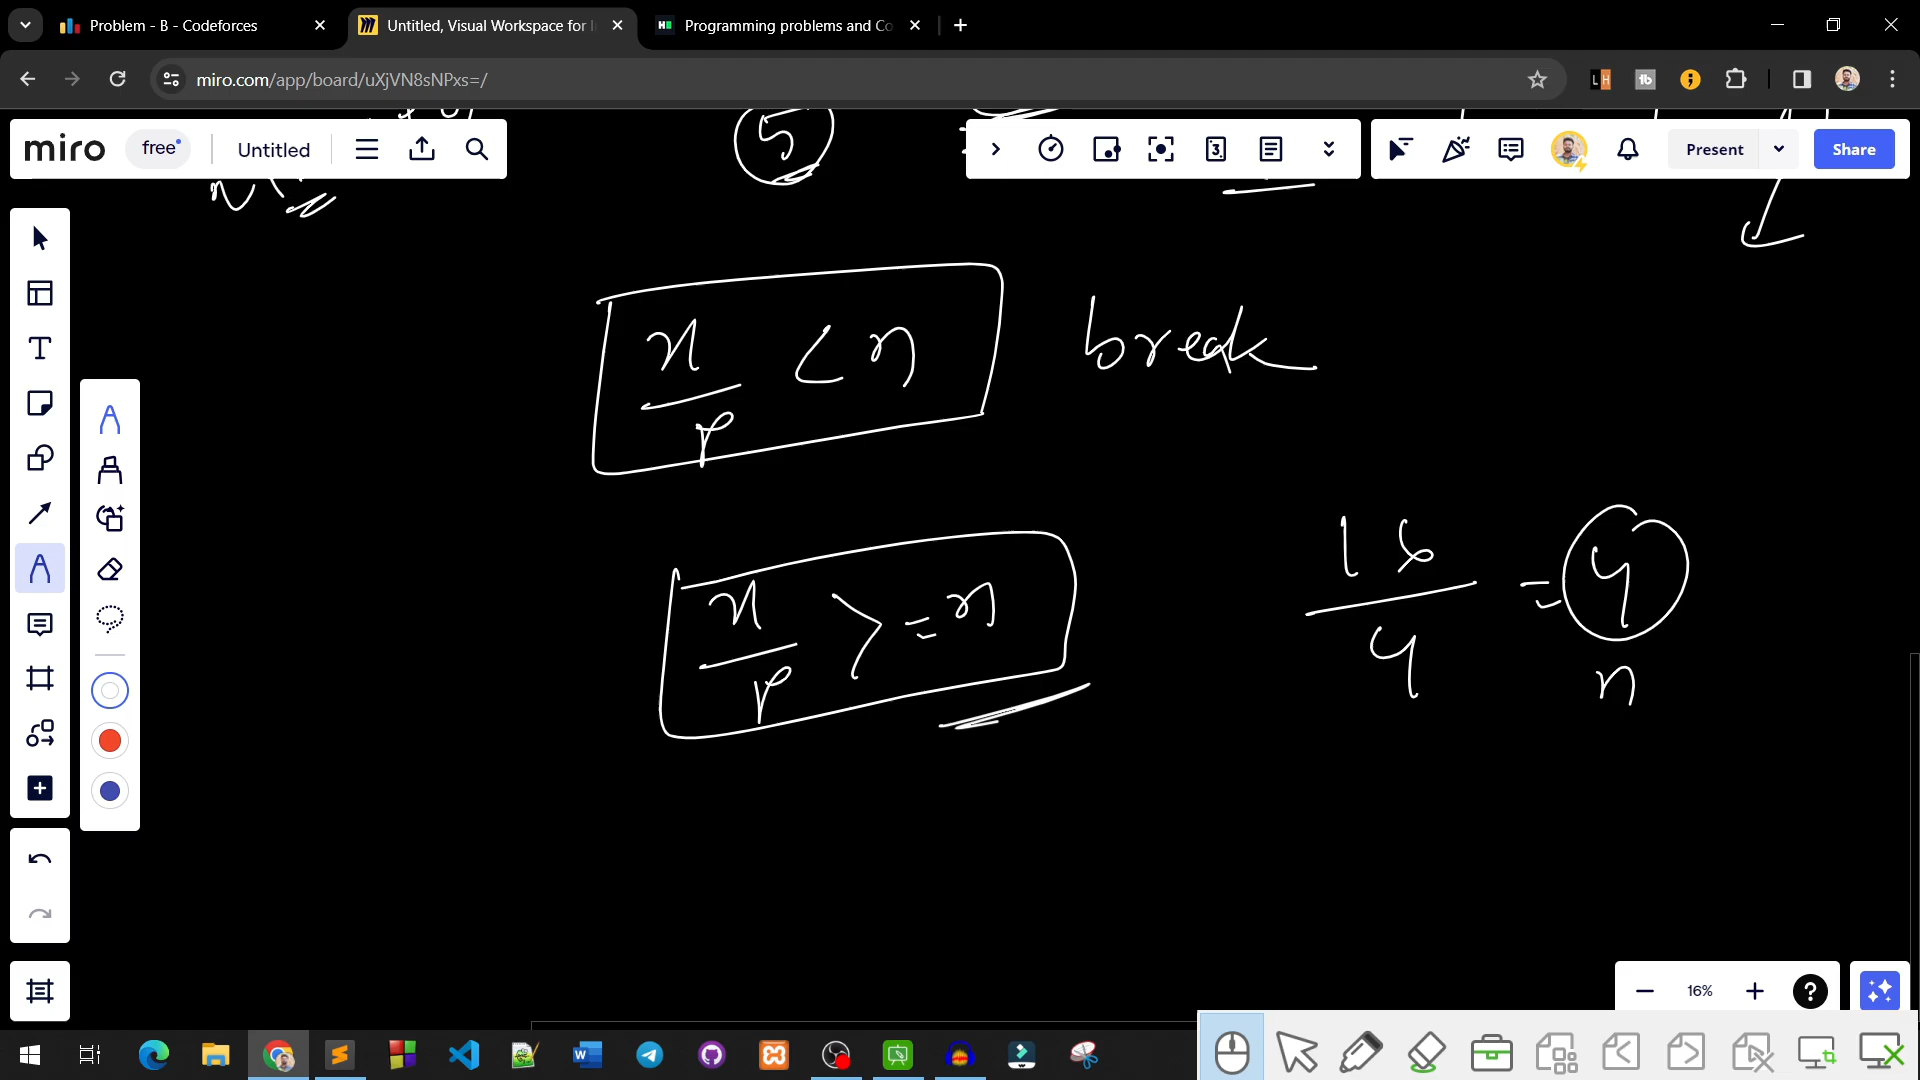 Problem - B - Codeforces
Untitled, Visual Workspace for
Programming problems and Co
miro.com/app/board/uXjVN8sNPxs=/
miro
free
Untitled
5
3
Present
Share
x/p < n break
x/p >= n
16/4 = 4
n
16%